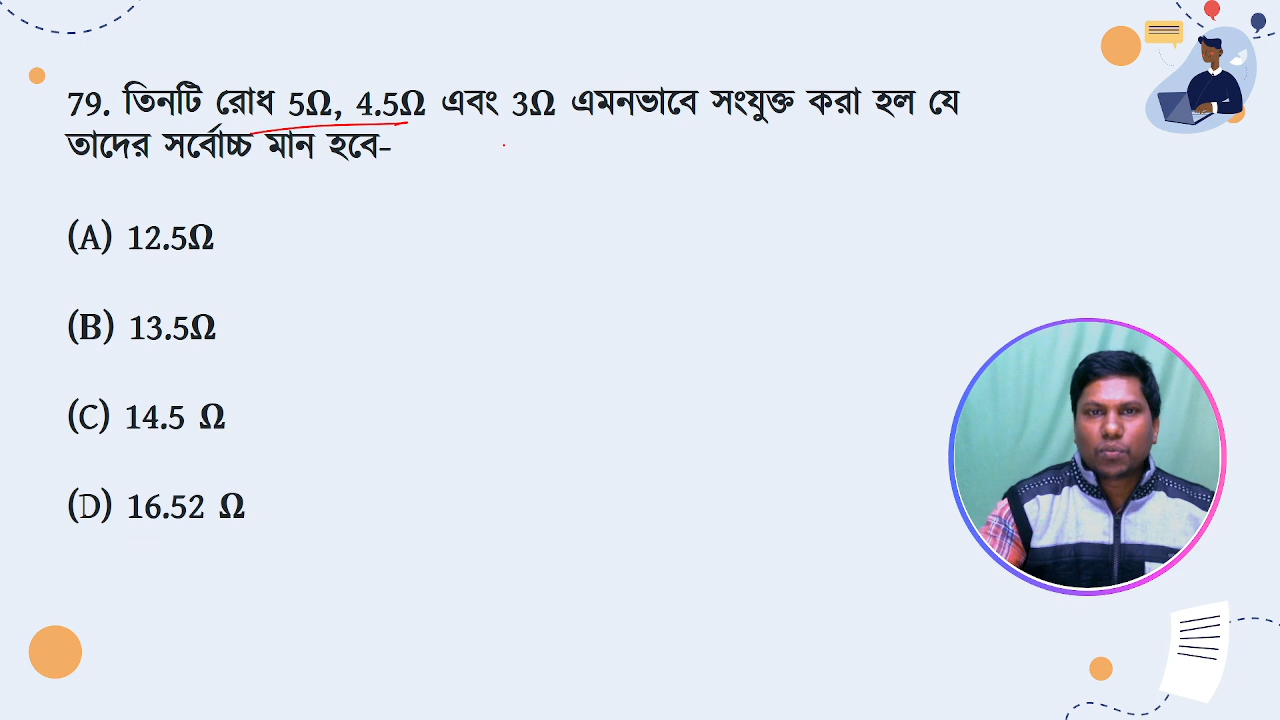 79. তিনটি রোধ 5Ω, 4.5Ω এবং 3Ω এমনভাবে সংযুক্ত করা হল যে
তাদের সর্বোচ্চ মান হবে-
(A) 12.5Ω
(B) 13.5Ω
(C) 14.5 Ω
(D) 16.52 Ω